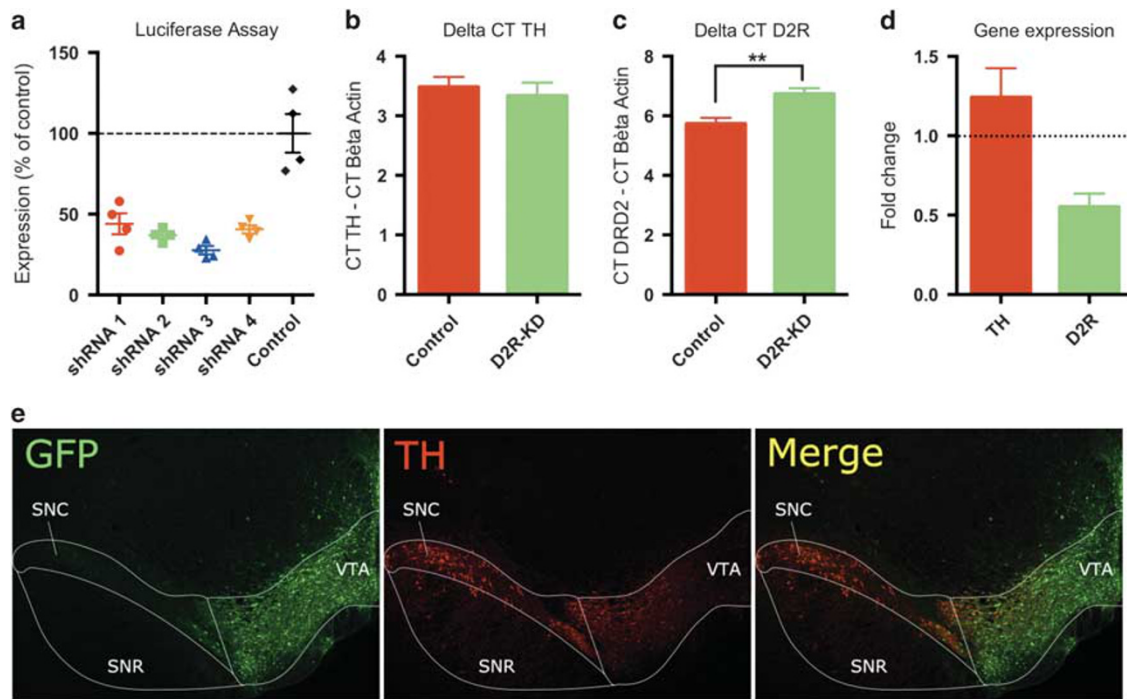 a
Luciferase Assay
Expression (% of control)
150
100
50
0
shRNA 1
shRNA 2
shRNA 3
shRNA 4
Control
b
Delta CT TH
CT TH - CT Bèta Actin
4
3
2
1
0
Control
D2R-KD
c
Delta CT D2R
CT DRD2 - CT Bèta Actin
8
6
4
2
0
**
Control
D2R-KD
d
Gene expression
Fold change
1.5
1.0
0.5
0.0
TH
D2R
e
GFP
SNC
VTA
SNR
TH
SNC
VTA
SNR
Merge
SNC
VTA
SNR